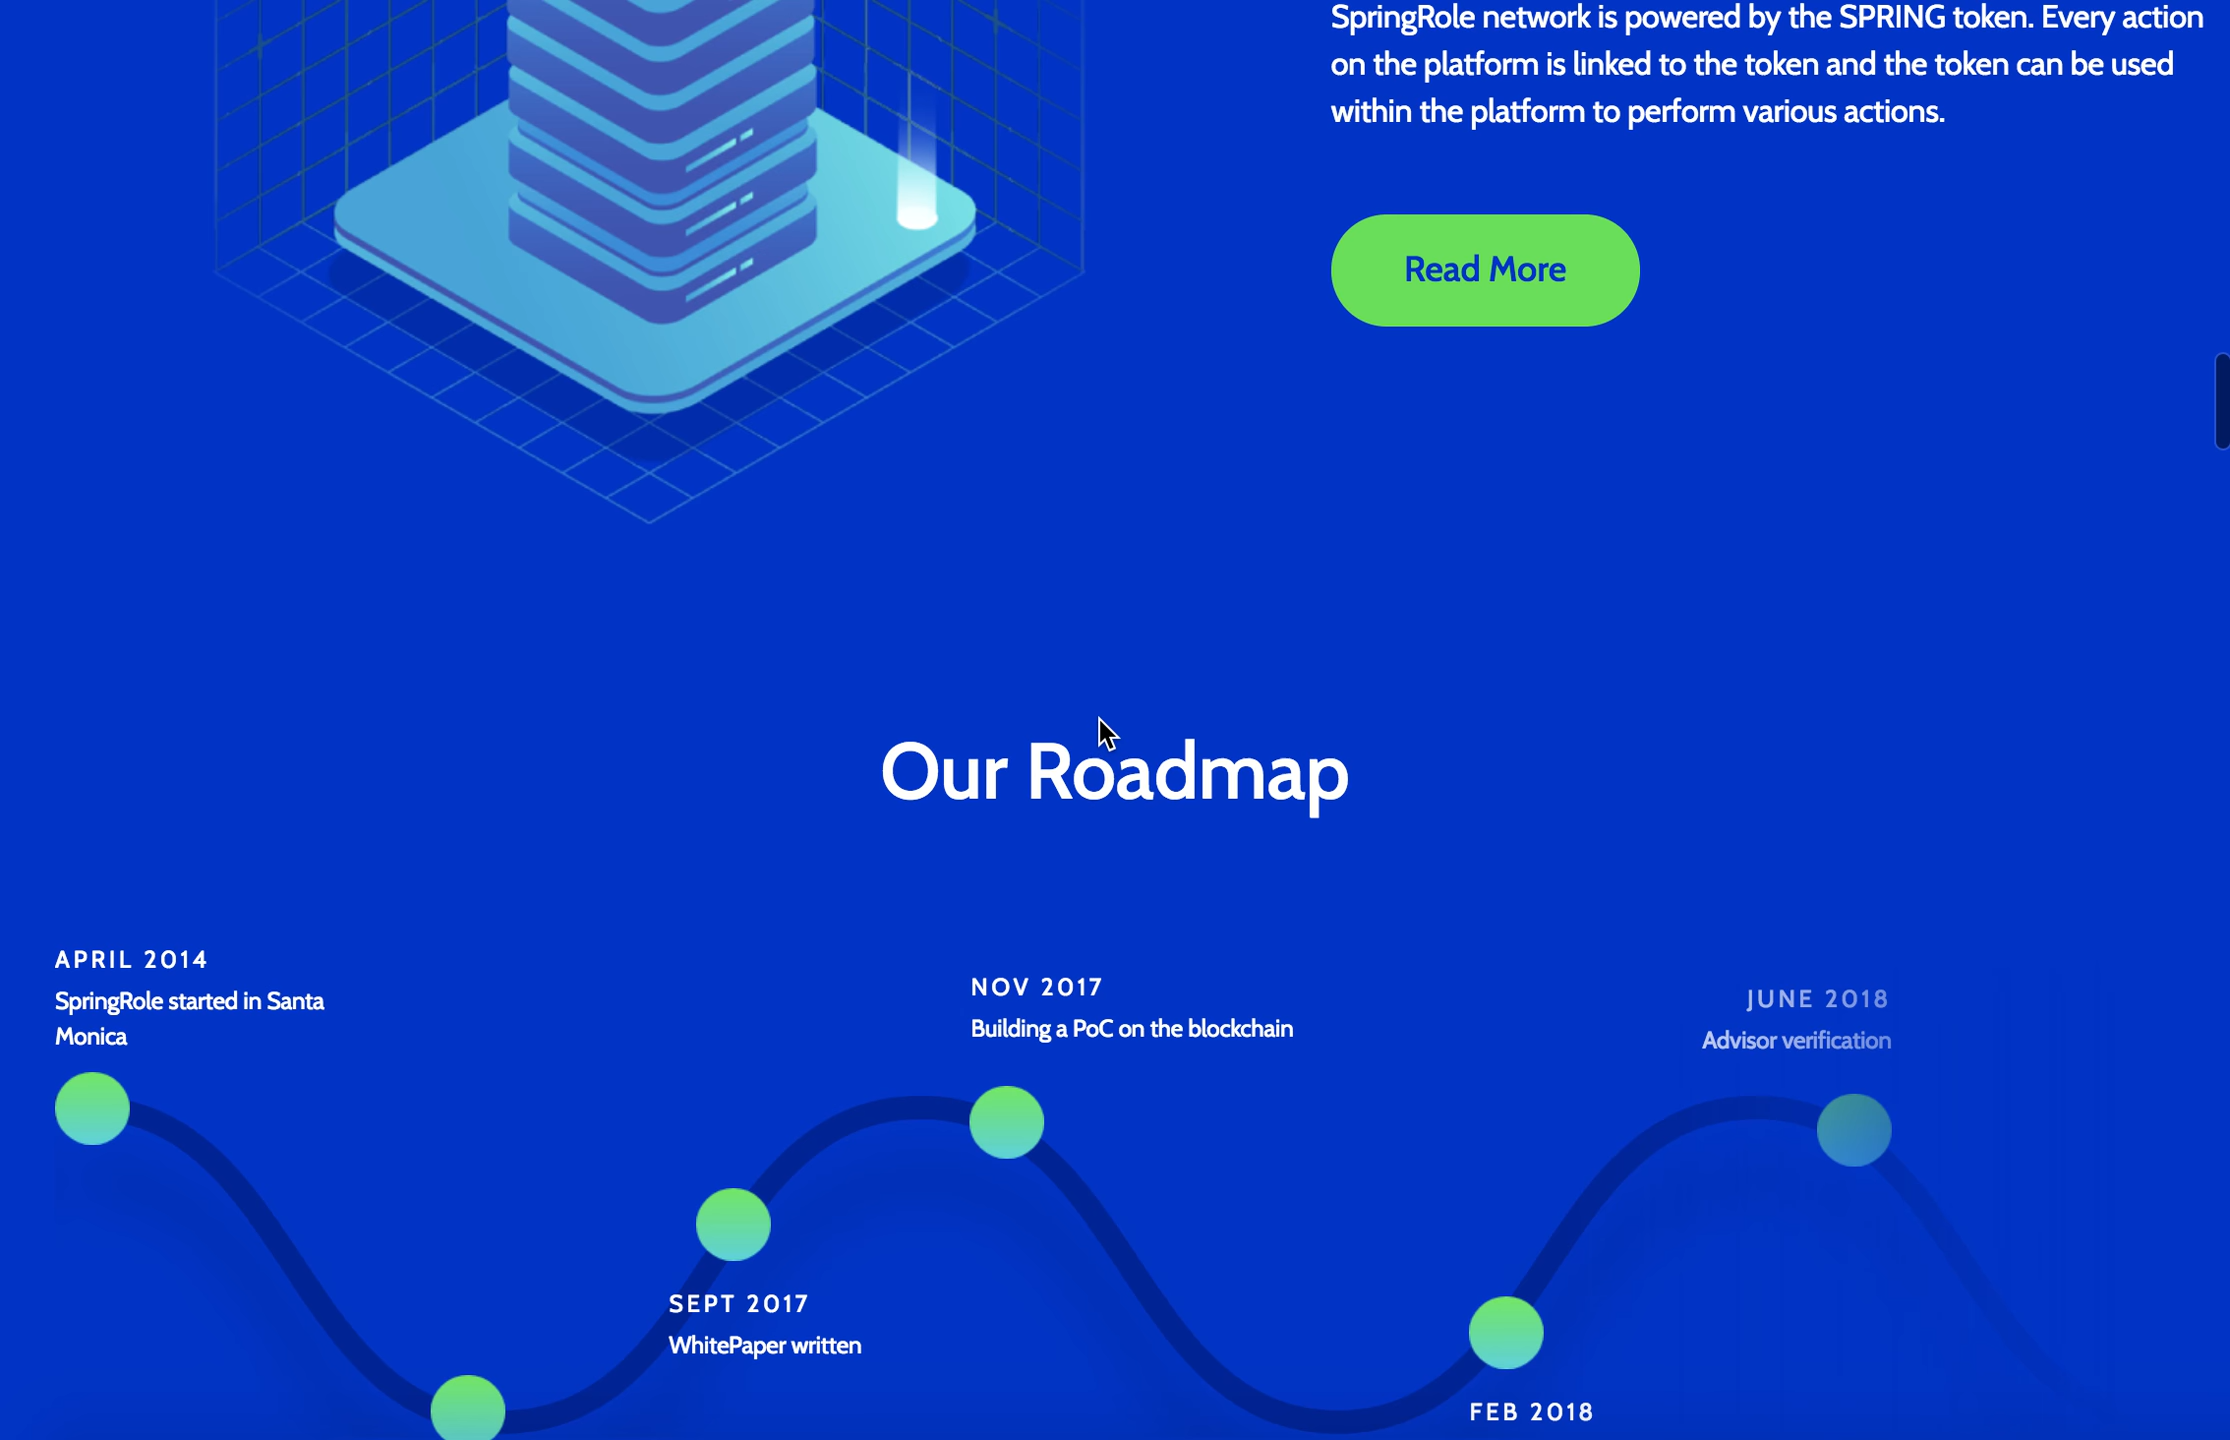 SpringRole network is powered by the SPRING token. Every action
on the platform is linked to the token and the token can be used
within the platform to perform various actions.
Read More
Our Roadmap
APRIL 2014
SpringRole started in Santa
Monica
SEPT 2017
WhitePaper written
NOV 2017
Building a PoC on the blockchain
FEB 2018
JUNE 2018
Advisor verification